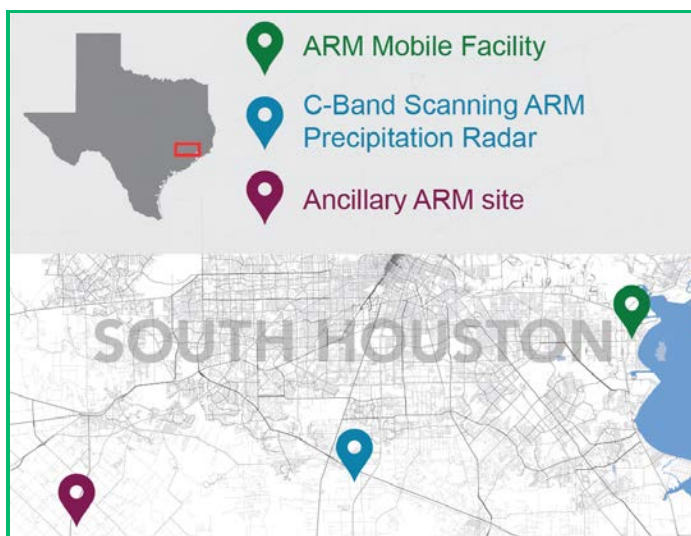 ARM Mobile Facility
C-Band Scanning ARM
Precipitation Radar
Ancillary ARM site
SOUTH HOUSTON